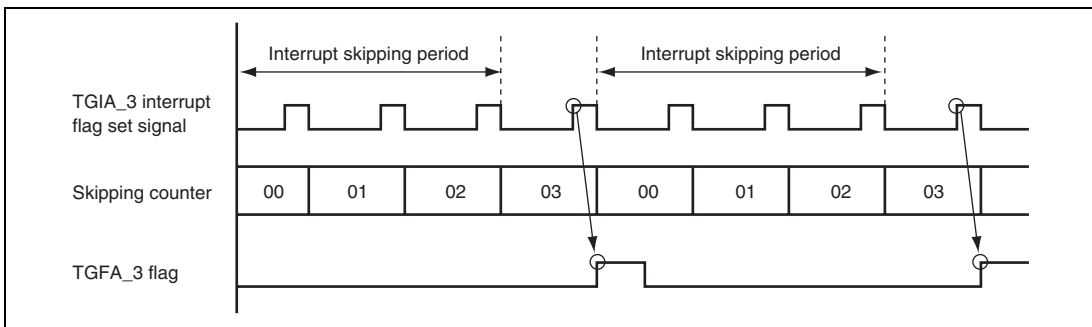 Interrupt skipping period Interrupt skipping period
TGIA_3 interrupt
flag set signal
Skipping counter 00 01 02 03 00 01 02 03
TGFA_3 flag